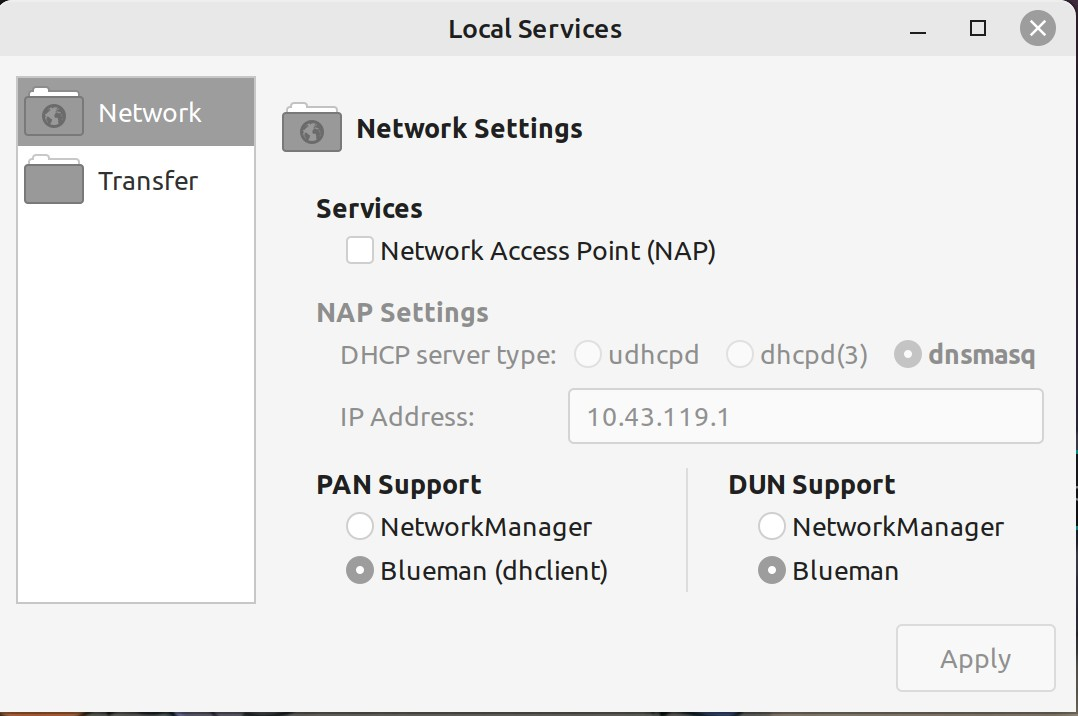 Local Services
Network
Transfer
Network Settings
Services
Network Access Point (NAP)
NAP Settings
DHCP server type: udhcpd dhcpd(3) dnsmasq
IP Address: 10.43.119.1
PAN Support
NetworkManager
Blueman (dhclient)
DUN Support
NetworkManager
Blueman
Apply